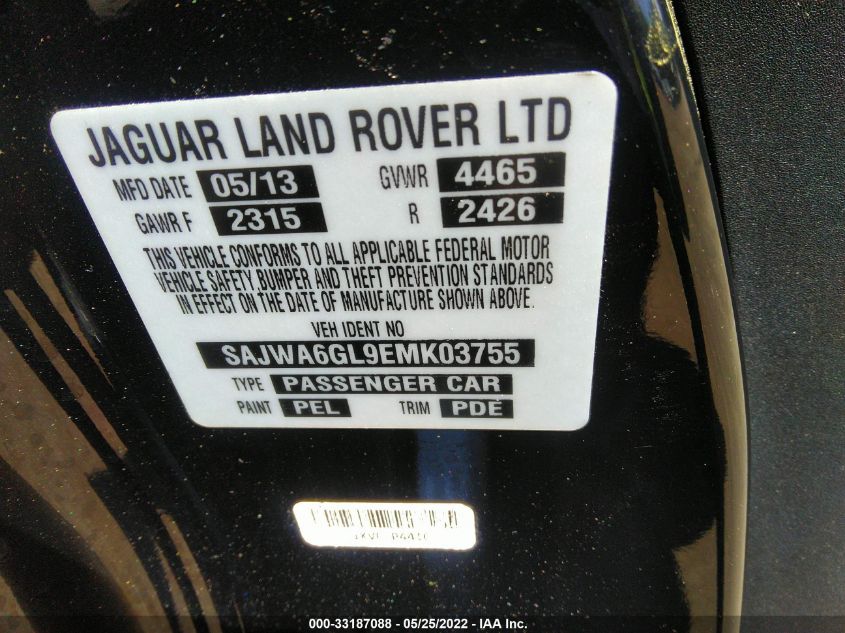 JAGUAR LAND ROVER LTD
MFD DATE 05/13 GVWR 4465
GAWR F 2315 R 2426
THIS VEHICLE CONFORMS TO ALL APPLICABLE FEDERAL MOTOR
VEHICLE SAFETY, BUMPER AND THEFT PREVENTION STANDARDS
IN EFFECT ON THE DATE OF MANUFACTURE SHOWN ABOVE.
VEH IDENT NO
SAJWA6GL9EMK03755
TYPE PASSENGER CAR
PAINT PEL TRIM PDE
000-33187088 - 05/25/2022 - IAA Inc.